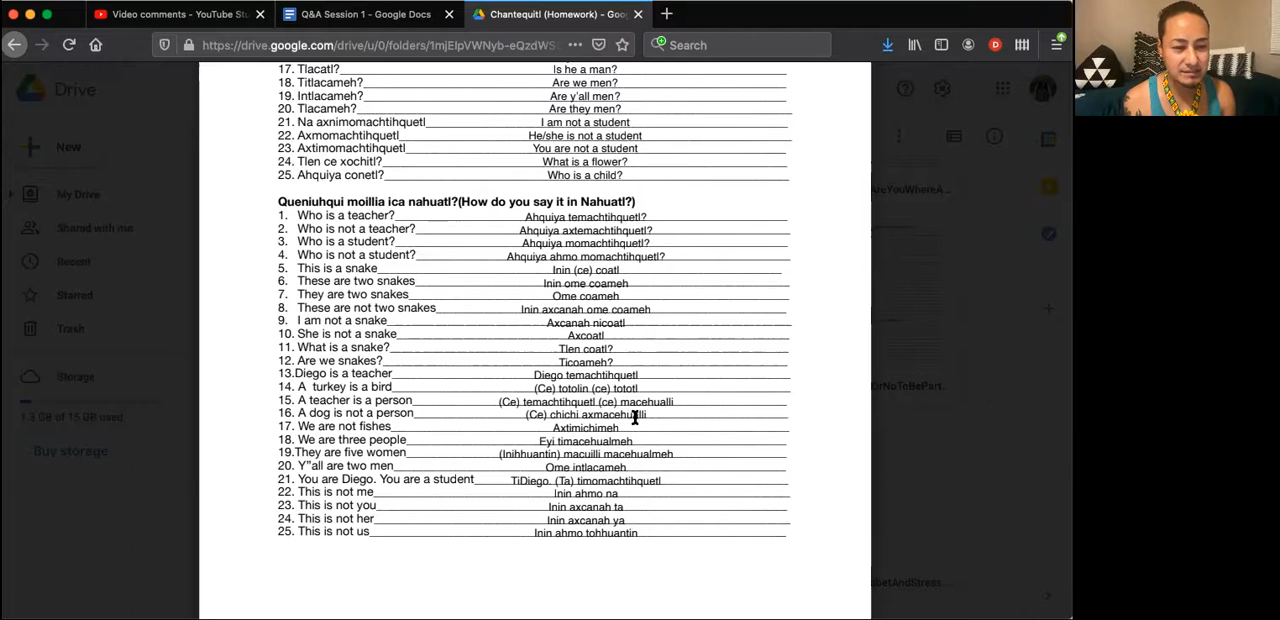 Video comments - YouTube Stu
Q&A Session 1 - Google Docs
Chantequitl (Homework) - Goo
https://drive.google.com/drive/u/0/folders/1mjElpVWNyb-eQzdWS
Search
Drive
New
My Drive
Shared with me
Recent
Starred
Trash
Storage
1.3 GB of 15 GB used
Buy storage
17. Tlacatl? Is he a man?
18. Titlacameh? Are we men?
19. Intlacameh? Are y'all men?
20. Tlacameh? Are they men?
21. Na axnimomachtihquetl I am not a student
22. Axmomachtihquetl He/she is not a student
23. Axtimomachtihquetl You are not a student
24. Tlen ce xochitl? What is a flower?
25. Ahquiya conetl? Who is a child?
Queniuhqui moillia ica nahuatl?(How do you say it in Nahuatl?)
1. Who is a teacher? Ahquiya temachtihquetl?
2. Who is not a teacher? Ahquiya axtemachtihquetl?
3. Who is a student? Ahquiya momachtihquetl?
4. Who is not a student? Ahquiya ahmo momachtihquetl?
5. This is a snake Inin (ce) coatl
6. These are two snakes Inin ome coameh
7. They are two snakes Ome coameh
8. These are not two snakes Inin axcanah ome coameh
9. I am not a snake Axcanah nicoatl
10. She is not a snake Axcoatl
11. What is a snake? Tlen coatl?
12. Are we snakes? Ticoameh?
13.Diego is a teacher Diego temachtihquetl
14. A turkey is a bird (Ce) totolin (ce) tototl
15. A teacher is a person (Ce) temachtihquetl (ce) macehualli
16. A dog is not a person (Ce) chichi axmacehualli
17. We are not fishes Axtimichimeh
18. We are three people Eyi timacehualmeh
19.They are five women (Inihhuantin) macuilli macehualmeh
20. Y"all are two men Ome intlacameh
21. You are Diego. You are a student TiDiego. (Ta) timomachtihquetl
22. This is not me Inin ahmo na
23. This is not you Inin axcanah ta
24. This is not her Inin axcanah ya
25. This is not us Inin ahmo tohhuantin
AreYouWhereA...
DirNoToBePart...
betAndStress...